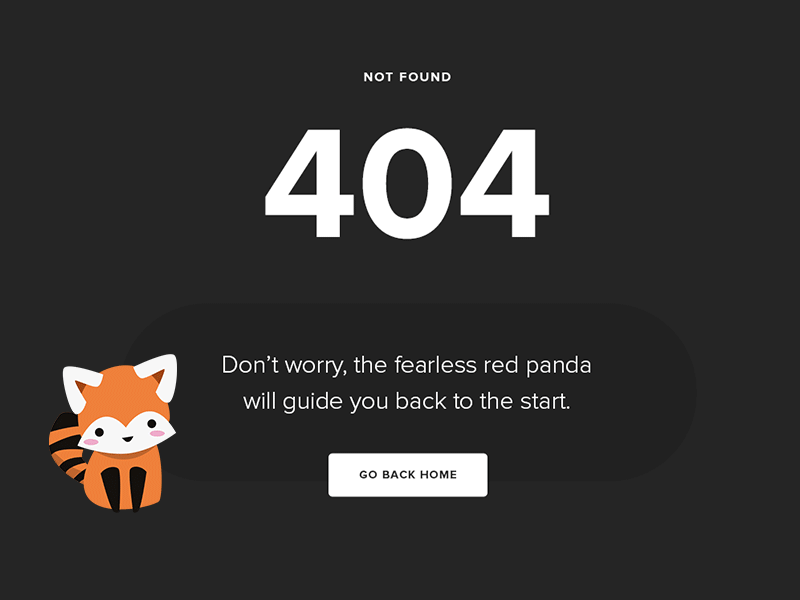 NOT FOUND
404
Don’t worry, the fearless red panda
will guide you back to the start.
GO BACK HOME